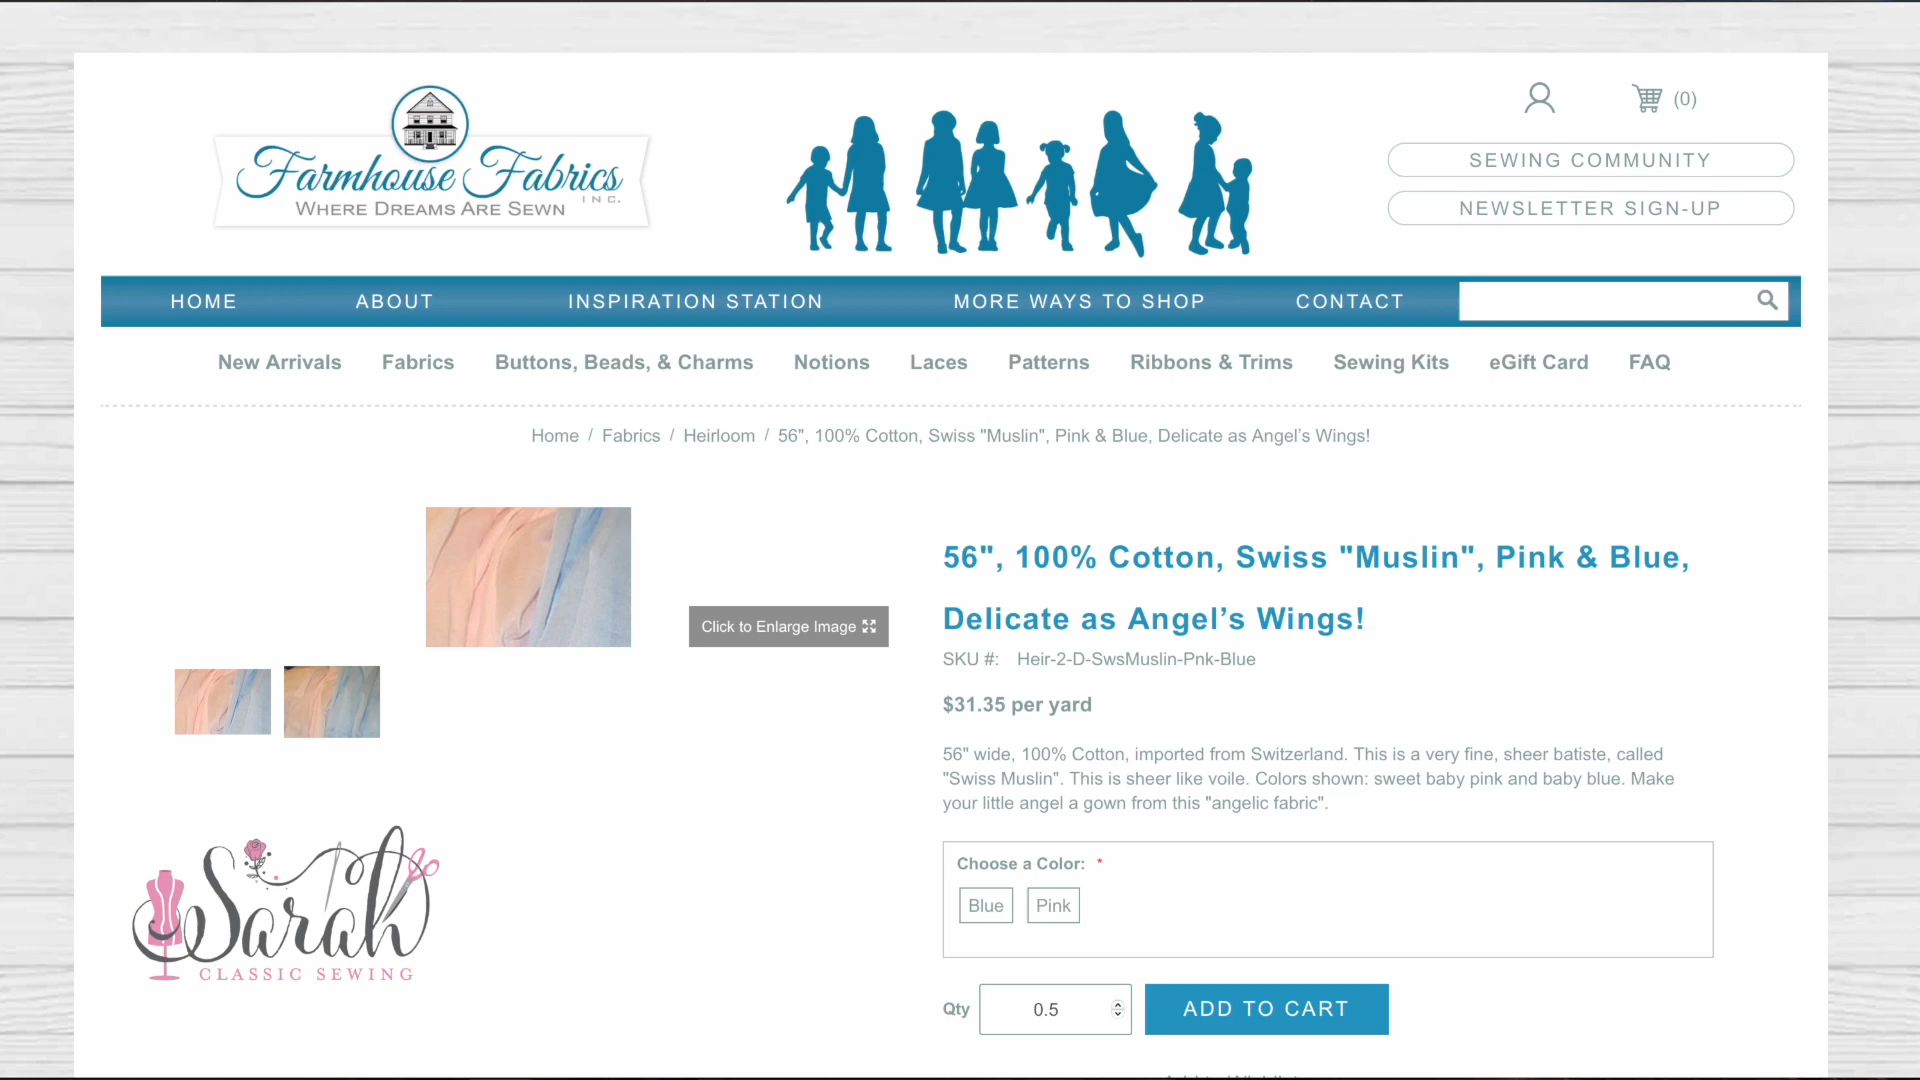 Farmhouse Fabrics
INC.
WHERE DREAMS ARE SEWN
(0)
SEWING COMMUNITY
NEWSLETTER SIGN-UP
HOME ABOUT INSPIRATION STATION MORE WAYS TO SHOP CONTACT
New Arrivals Fabrics Buttons, Beads, & Charms Notions Laces Patterns Ribbons & Trims Sewing Kits eGift Card FAQ
Home / Fabrics / Heirloom / 56", 100% Cotton, Swiss "Muslin", Pink & Blue, Delicate as Angel’s Wings!
Click to Enlarge Image
56", 100% Cotton, Swiss "Muslin", Pink & Blue,
Delicate as Angel’s Wings!
SKU #: Heir-2-D-SwsMuslin-Pnk-Blue
$31.35 per yard
56" wide, 100% Cotton, imported from Switzerland. This is a very fine, sheer batiste, called
"Swiss Muslin". This is sheer like voile. Colors shown: sweet baby pink and baby blue. Make
your little angel a gown from this "angelic fabric".
Choose a Color: *
Blue Pink
Qty 0.5 ADD TO CART
Sarah
CLASSIC SEWING